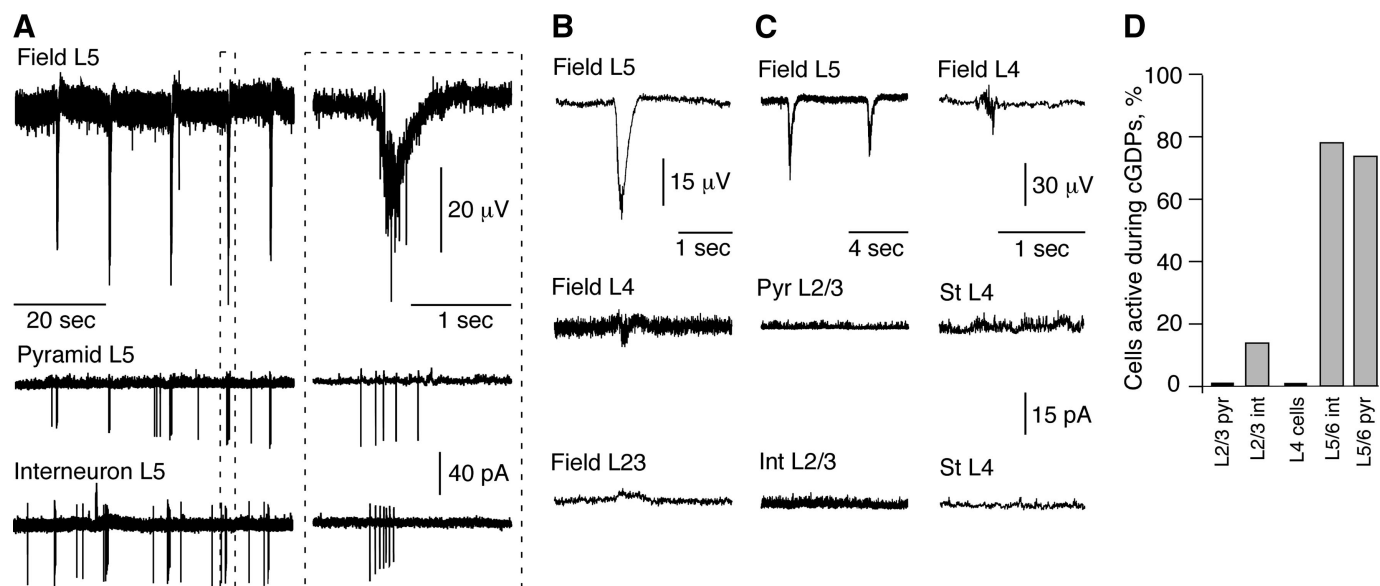 A
Field L5
20 μV
20 sec
1 sec
Pyramid L5
Interneuron L5
40 pA
B
Field L5
15 μV
1 sec
Field L4
Field L23
C
Field L5
Field L4
30 μV
4 sec
1 sec
Pyr L2/3
St L4
15 pA
Int L2/3
St L4
D
Cells active during cGDPs, %
100
80
60
40
20
0
L2/3 pyr
L2/3 int
L4 cells
L5/6 int
L5/6 pyr